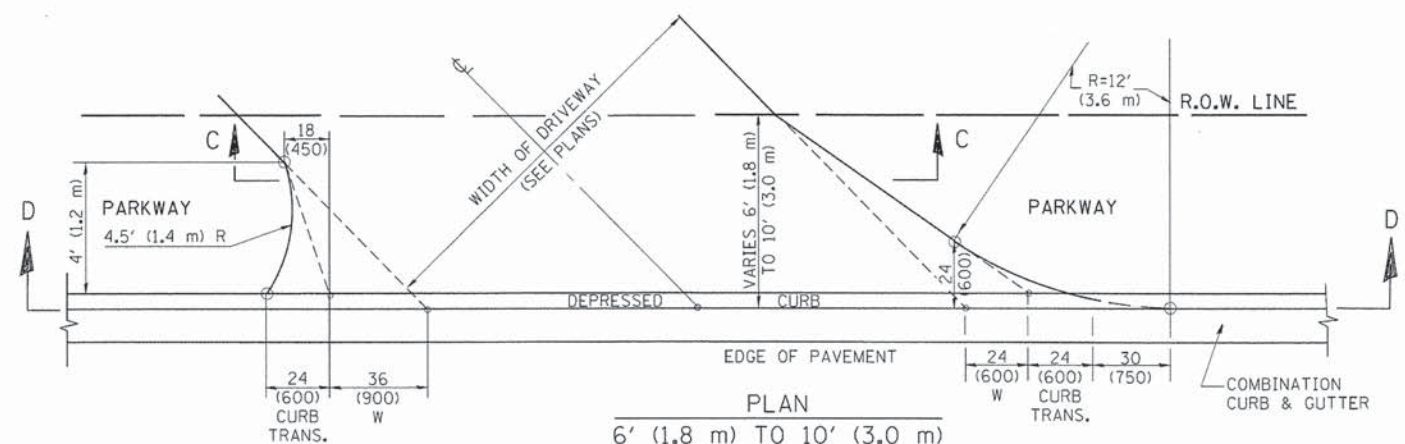 R=12'
(3.6 m)
R.O.W. LINE
C
18
(450)
WIDTH OF DRIVEWAY
(SEE PLANS)
C
4' (1.2 m)
PARKWAY
4.5' (1.4 m) R
VARIES 6' (1.8 m)
TO 10' (3.0 m)
PARKWAY
D
D
24
(600)
DEPRESSED CURB
EDGE OF PAVEMENT
24
(600)
CURB
TRANS.
36
(900)
W
24
(600)
W
24
(600)
CURB
TRANS.
30
(750)
COMBINATION
CURB & GUTTER
PLAN
6' (1.8 m) TO 10' (3.0 m)